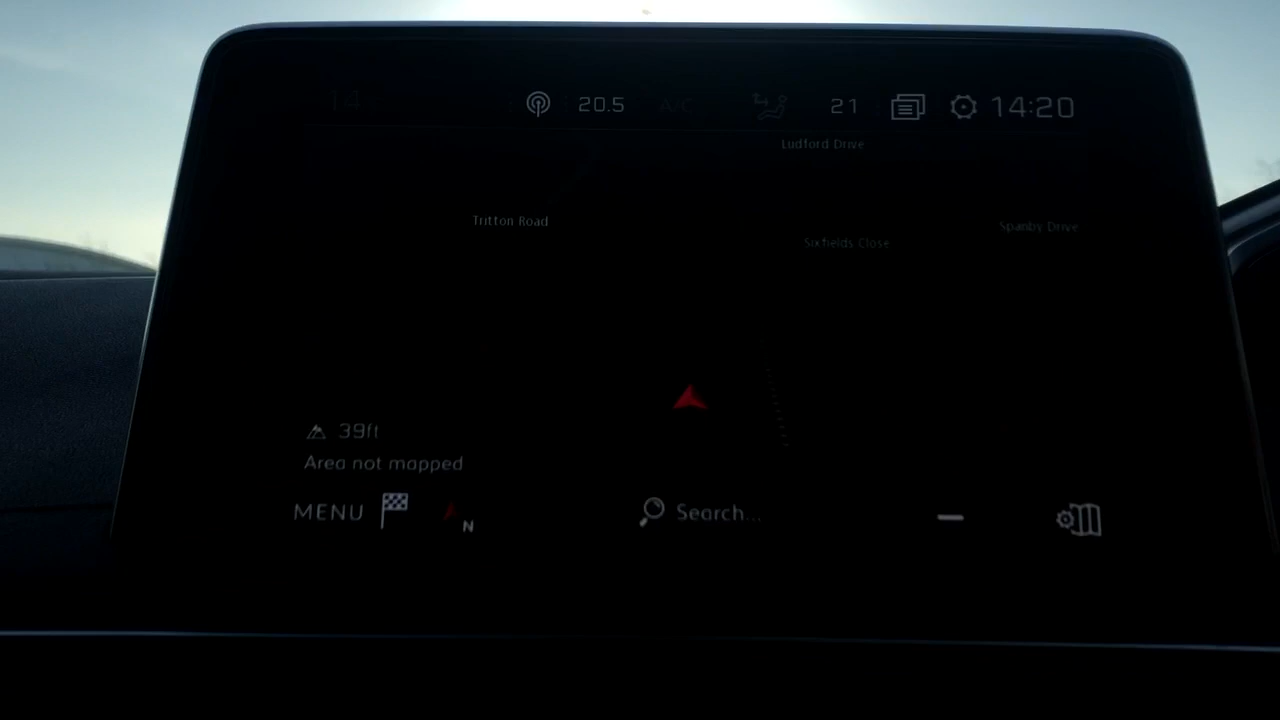 20.5 A/C 21 14:20
Ludford Drive
Tritton Road
Spanby Drive
Sixfields Close
39ft
Area not mapped
MENU N Search...